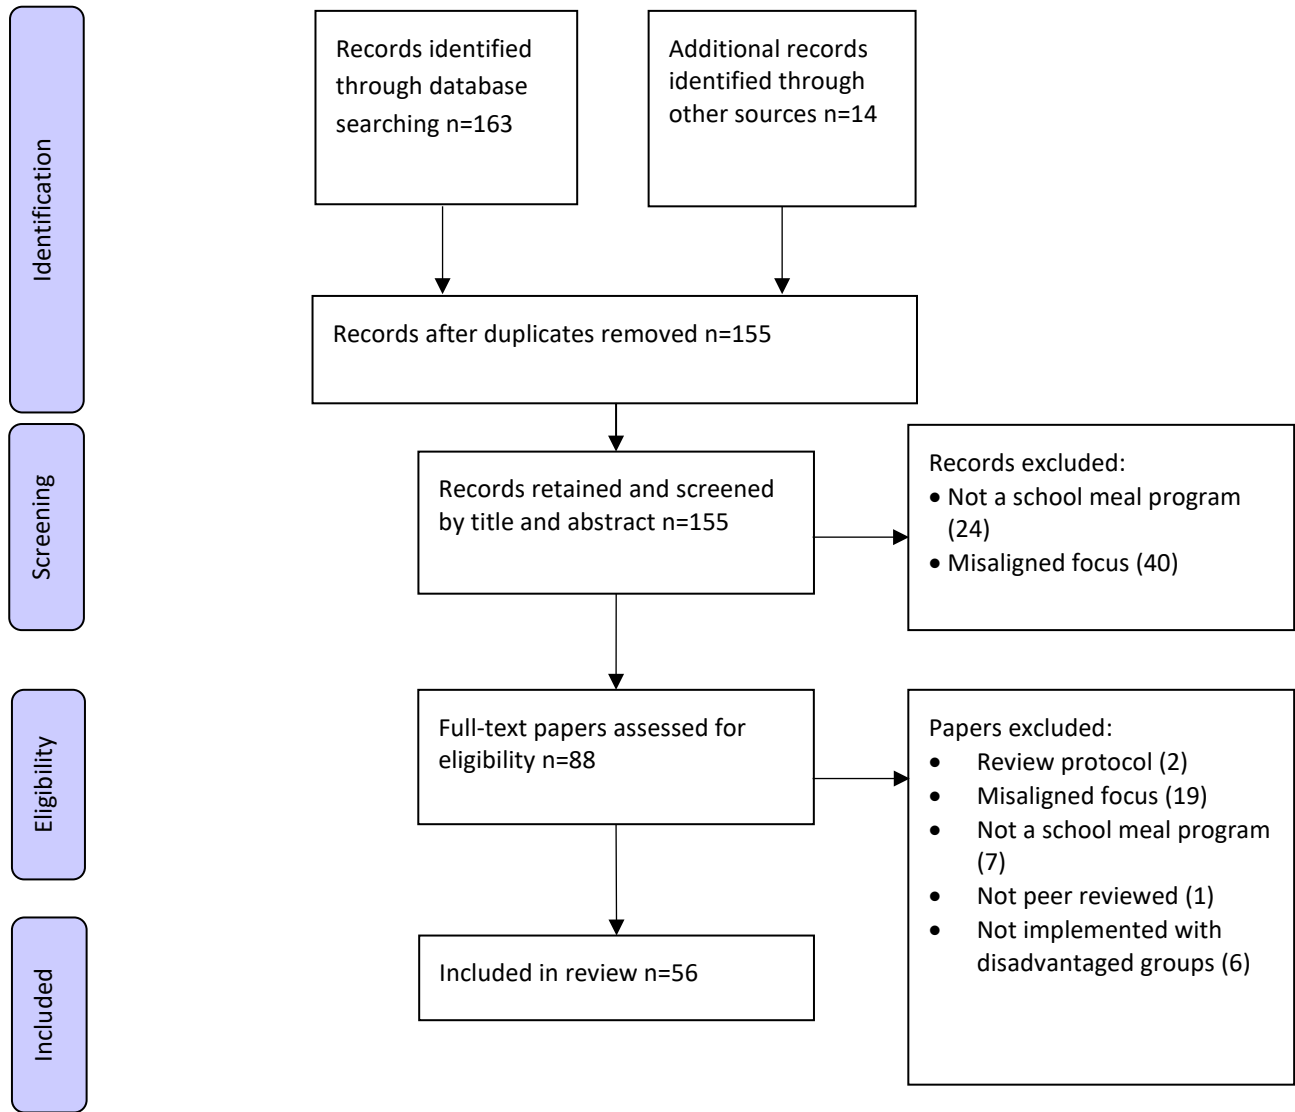 Identification
Records identified
through database
searching n=163
Additional records
identified through
other sources n=14
Records after duplicates removed n=155
Screening
Records retained and screened
by title and abstract n=155
Records excluded:
• Not a school meal program
(24)
• Misaligned focus (40)
Eligibility
Full-text papers assessed for
eligibility n=88
Papers excluded:
• Review protocol (2)
• Misaligned focus (19)
• Not a school meal program
(7)
• Not peer reviewed (1)
• Not implemented with
disadvantaged groups (6)
Included
Included in review n=56